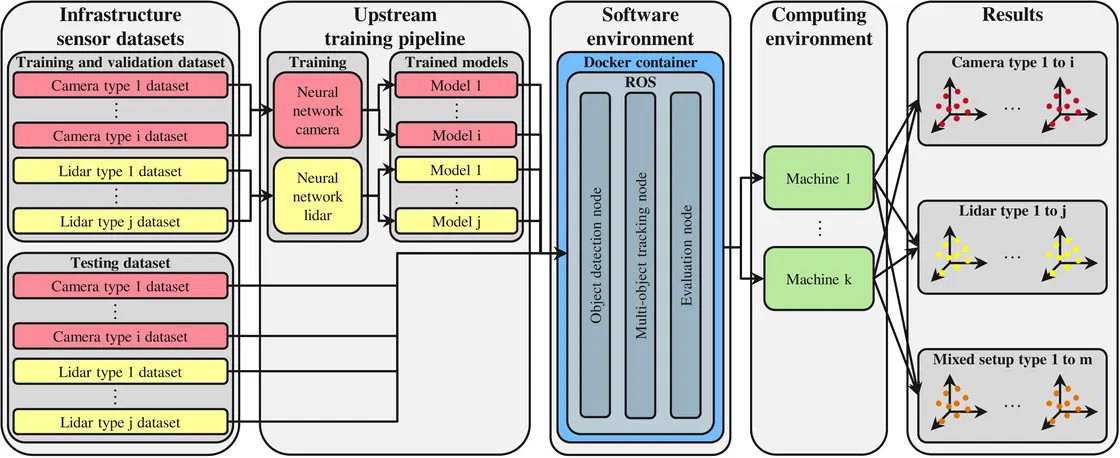 Infrastructure
sensor datasets
Training and validation dataset
Camera type 1 dataset
⋮
Camera type i dataset
Lidar type 1 dataset
⋮
Lidar type j dataset
Testing dataset
Camera type 1 dataset
⋮
Camera type i dataset
Lidar type 1 dataset
⋮
Lidar type j dataset
Upstream
training pipeline
Training
Neural
network
camera
Neural
network
lidar
Trained models
Model 1
⋮
Model i
Model 1
⋮
Model j
Software
environment
Docker container
ROS
Object detection node
Multi-object tracking node
Evaluation node
Computing
environment
Machine 1
⋮
Machine k
Results
Camera type 1 to i
...
Lidar type 1 to j
...
Mixed setup type 1 to m
...